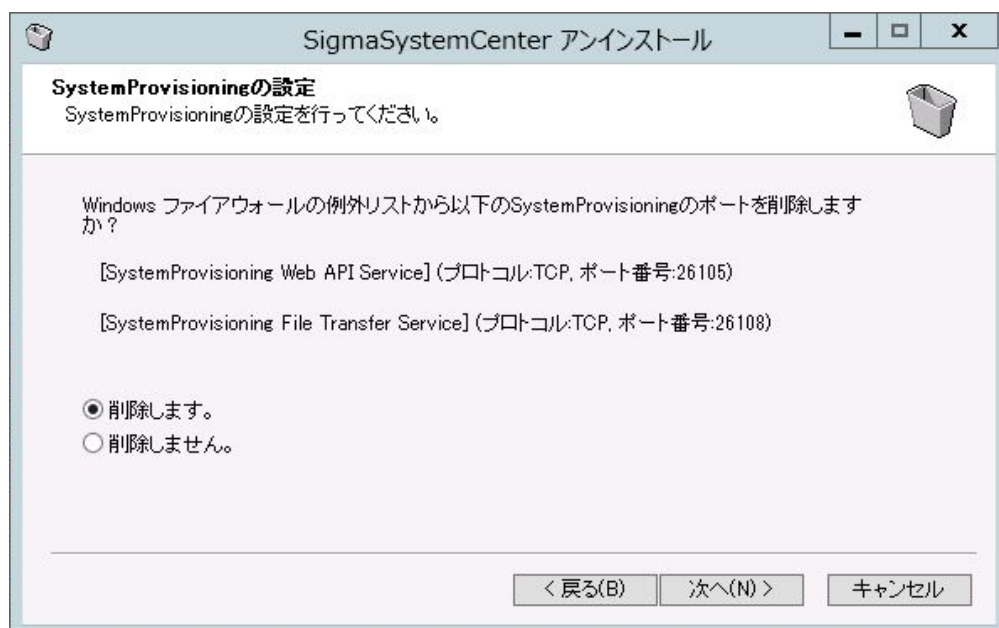 SigmaSystemCenter アンインストール
SystemProvisioningの設定
SystemProvisioningの設定を行ってください。
Windows ファイアウォールの例外リストから以下のSystemProvisioningのポートを削除します
か？
[SystemProvisioning Web API Service] (プロトコル:TCP, ポート番号:26105)
[SystemProvisioning File Transfer Service] (プロトコル:TCP, ポート番号:26108)
削除します。
削除しません。
< 戻る(B)
次へ(N) >
キャンセル